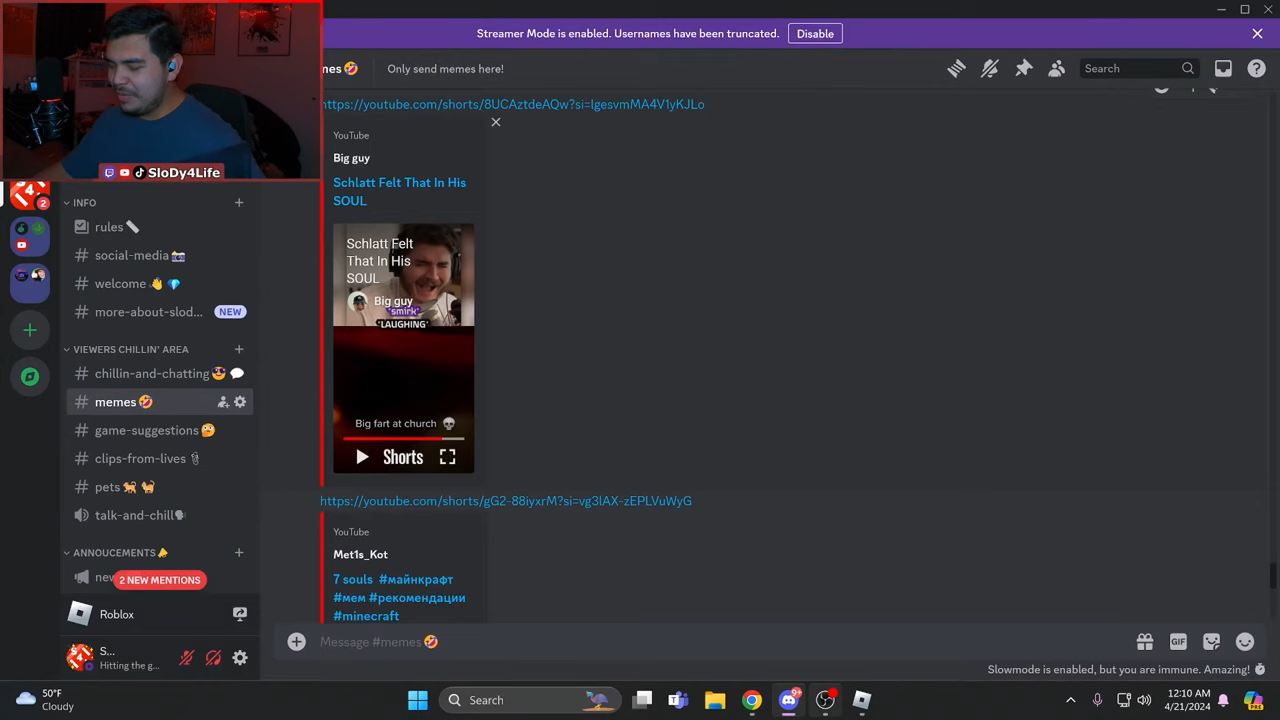 Streamer Mode is enabled. Usernames have been truncated.
Disable
mes🤣
Only send memes here!
Search
https://youtube.com/shorts/8UCAztdeAQw?si=lgesvmMA4V1yKJLo
YouTube
Big guy
Schlatt Felt That In His
SOUL
Schlatt Felt
That In His
SOUL
Big guy
*smirk*
*LAUGHING*
Big fart at church 💀
Shorts
https://youtube.com/shorts/gG2-88iyxrM?si=vg3lAX-zEPLVuWyG
YouTube
Met1s_Kot
7 souls #майнкрафт
#мем #рекомендации
#minecraft
Message #memes🤣
GIF
Slowmode is enabled, but you are immune. Amazing!
SloDy4Life
S4
2
INFO
rules
social-media
welcome
more-about-slod...
NEW
VIEWERS CHILLIN' AREA
chillin-and-chatting
memes🤣
game-suggestions
clips-from-lives
pets
talk-and-chill
ANNOUCEMENTS
new
2 NEW MENTIONS
Roblox
S...
Hitting the g...
50°F
Cloudy
Search
9+
12:10 AM
4/21/2024